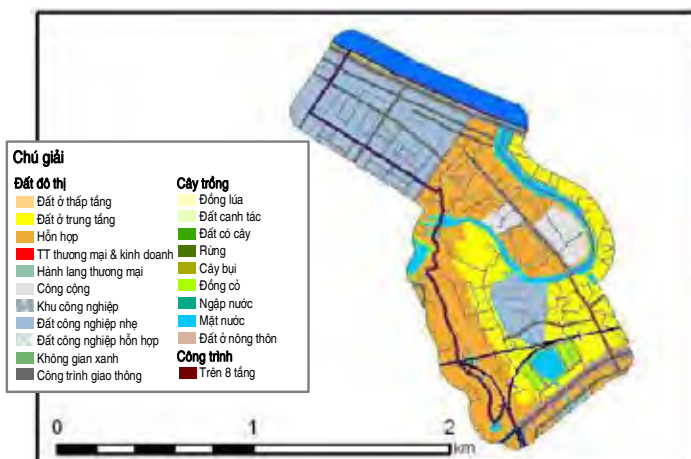 Chú giải
Đất đô thị
Đất ở thấp tầng
Đất ở trung tầng
Hỗn hợp
TT thương mại & kinh doanh
Hành lang thương mại
Công cộng
Khu công nghiệp
Đất công nghiệp nhẹ
Đất công nghiệp hỗn hợp
Không gian xanh
Công trình giao thông
Cây trồng
Đồng lúa
Đất canh tác
Đất có cây
Rừng
Cây bụi
Đồng cỏ
Ngập nước
Mặt nước
Đất ở nông thôn
Công trình
Trên 8 tầng
0 1 2
km